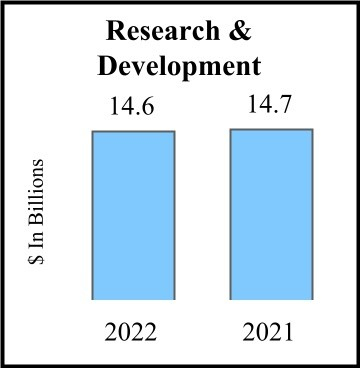 Research &
Development
14.6
14.7
$ In Billions
2022
2021